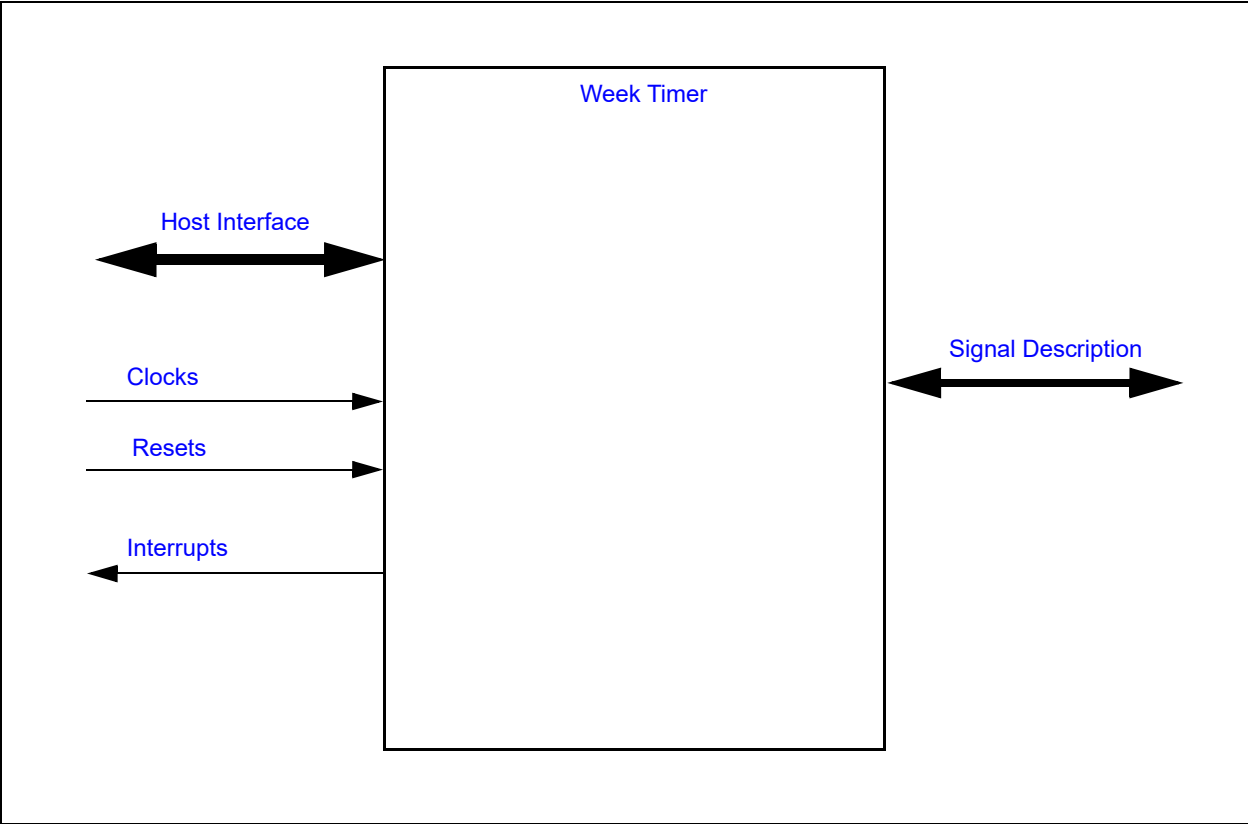 Week Timer
Host Interface
Signal Description
Clocks
Resets
Interrupts